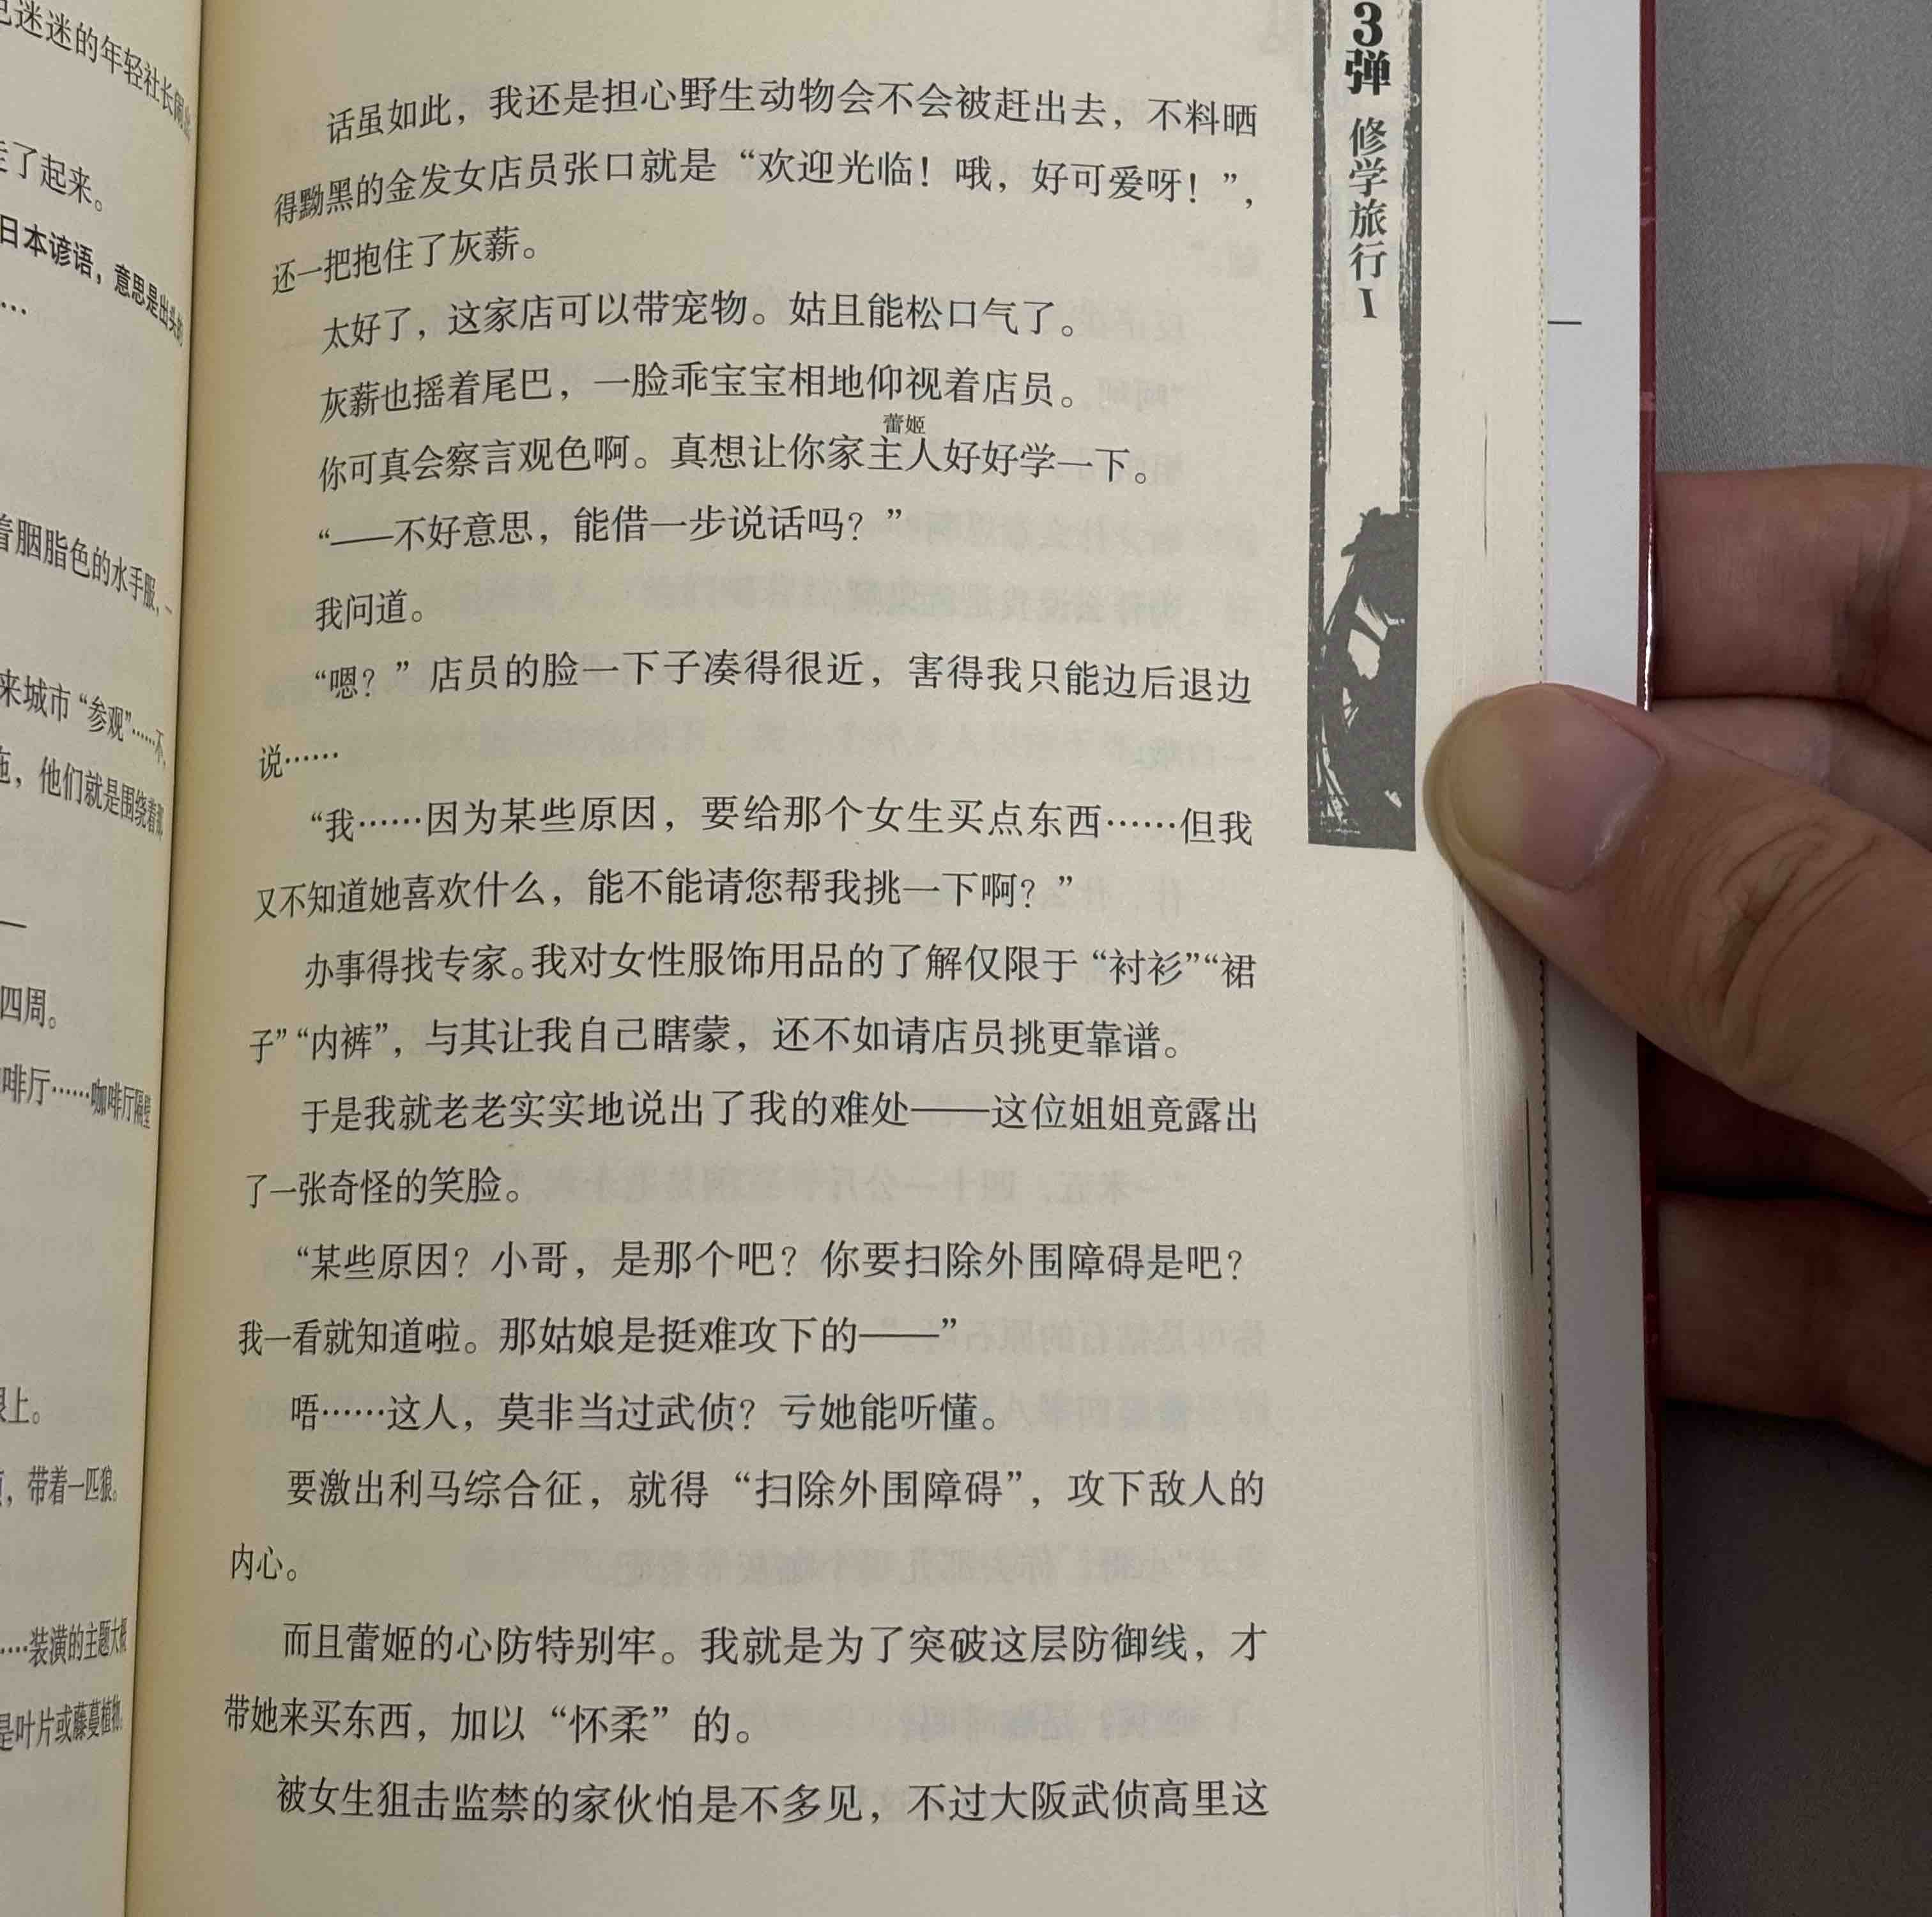 迷迷的年轻社长闹
走了起来。
日本谚语，意思是出头的
…
着胭脂色的水手服，一
来城市“参观”……不，
他们就是围绕着那
—
四周。
啡厅……咖啡厅隔壁
上。
带着一匹狼。
……装潢的主题大概
是叶片或藤蔓植物。
话虽如此，我还是担心野生动物会不会被赶出去，不料晒
得黝黑的金发女店员张口就是“欢迎光临！哦，好可爱呀！”，
还一把抱住了灰薪。
太好了，这家店可以带宠物。姑且能松口气了。
灰薪也摇着尾巴，一脸乖宝宝相地仰视着店员。
蕾姬
你可真会察言观色啊。真想让你家主人好好学一下。
“——不好意思，能借一步说话吗？”
我问道。
“嗯？”店员的脸一下子凑得很近，害得我只能边后退边
说……
“我……因为某些原因，要给那个女生买点东西……但我
又不知道她喜欢什么，能不能请您帮我挑一下啊？”
办事得找专家。我对女性服饰用品的了解仅限于“衬衫”“裙
子”“内裤”，与其让我自己瞎蒙，还不如请店员挑更靠谱。
于是我就老老实实地说出了我的难处——这位姐姐竟露出
了一张奇怪的笑脸。
“某些原因？小哥，是那个吧？你要扫除外围障碍是吧？
我一看就知道啦。那姑娘是挺难攻下的——”
唔……这人，莫非当过武侦？亏她能听懂。
要激出利马综合征，就得“扫除外围障碍”，攻下敌人的
内心。
而且蕾姬的心防特别牢。我就是为了突破这层防御线，才
带她来买东西，加以“怀柔”的。
被女生狙击监禁的家伙怕是不多见，不过大阪武侦高里这
3弹 修学旅行 I